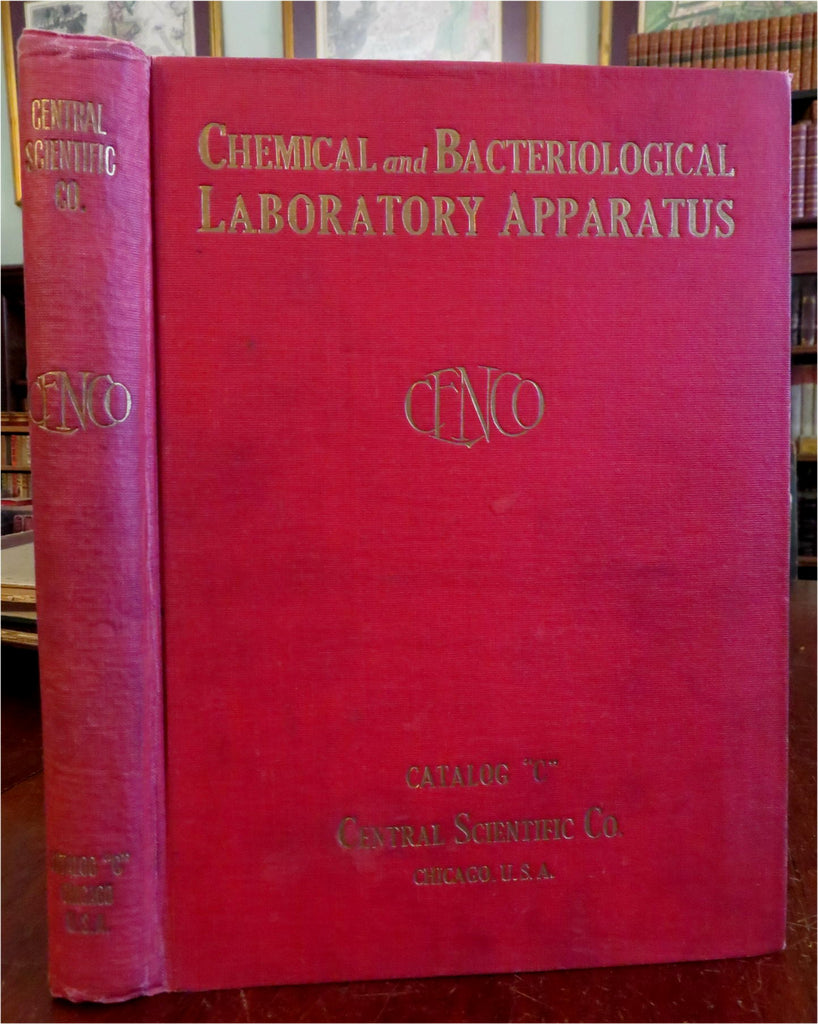 CENTRAL
SCIENTIFIC
CO.
CENCO
CATALOG "C"
CHICAGO
U.S.A.
CHEMICAL and BACTERIOLOGICAL
LABORATORY APPARATUS
CENCO
CATALOG "C"
CENTRAL SCIENTIFIC CO.
CHICAGO, U.S.A.